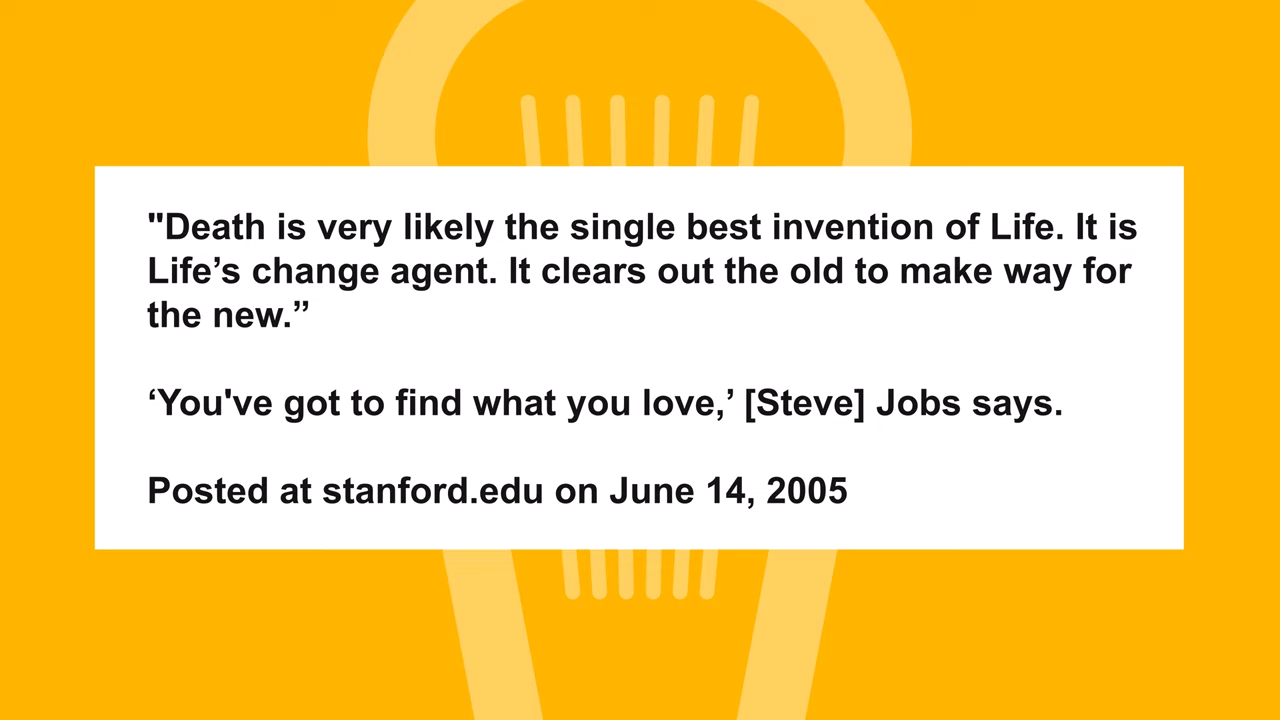 "Death is very likely the single best invention of Life. It is
Life’s change agent. It clears out the old to make way for
the new.”
‘You've got to find what you love,’ [Steve] Jobs says.
Posted at stanford.edu on June 14, 2005